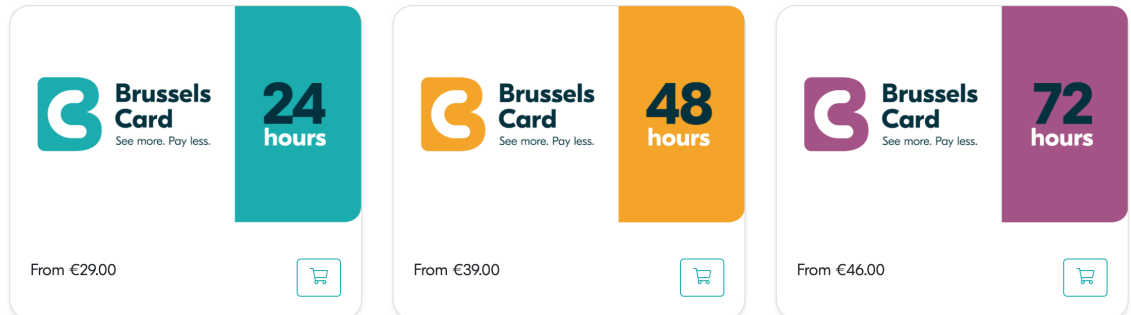 Brussels
Card
See more. Pay less.
24
hours
From €29.00
Brussels
Card
See more. Pay less.
48
hours
From €39.00
Brussels
Card
See more. Pay less.
72
hours
From €46.00